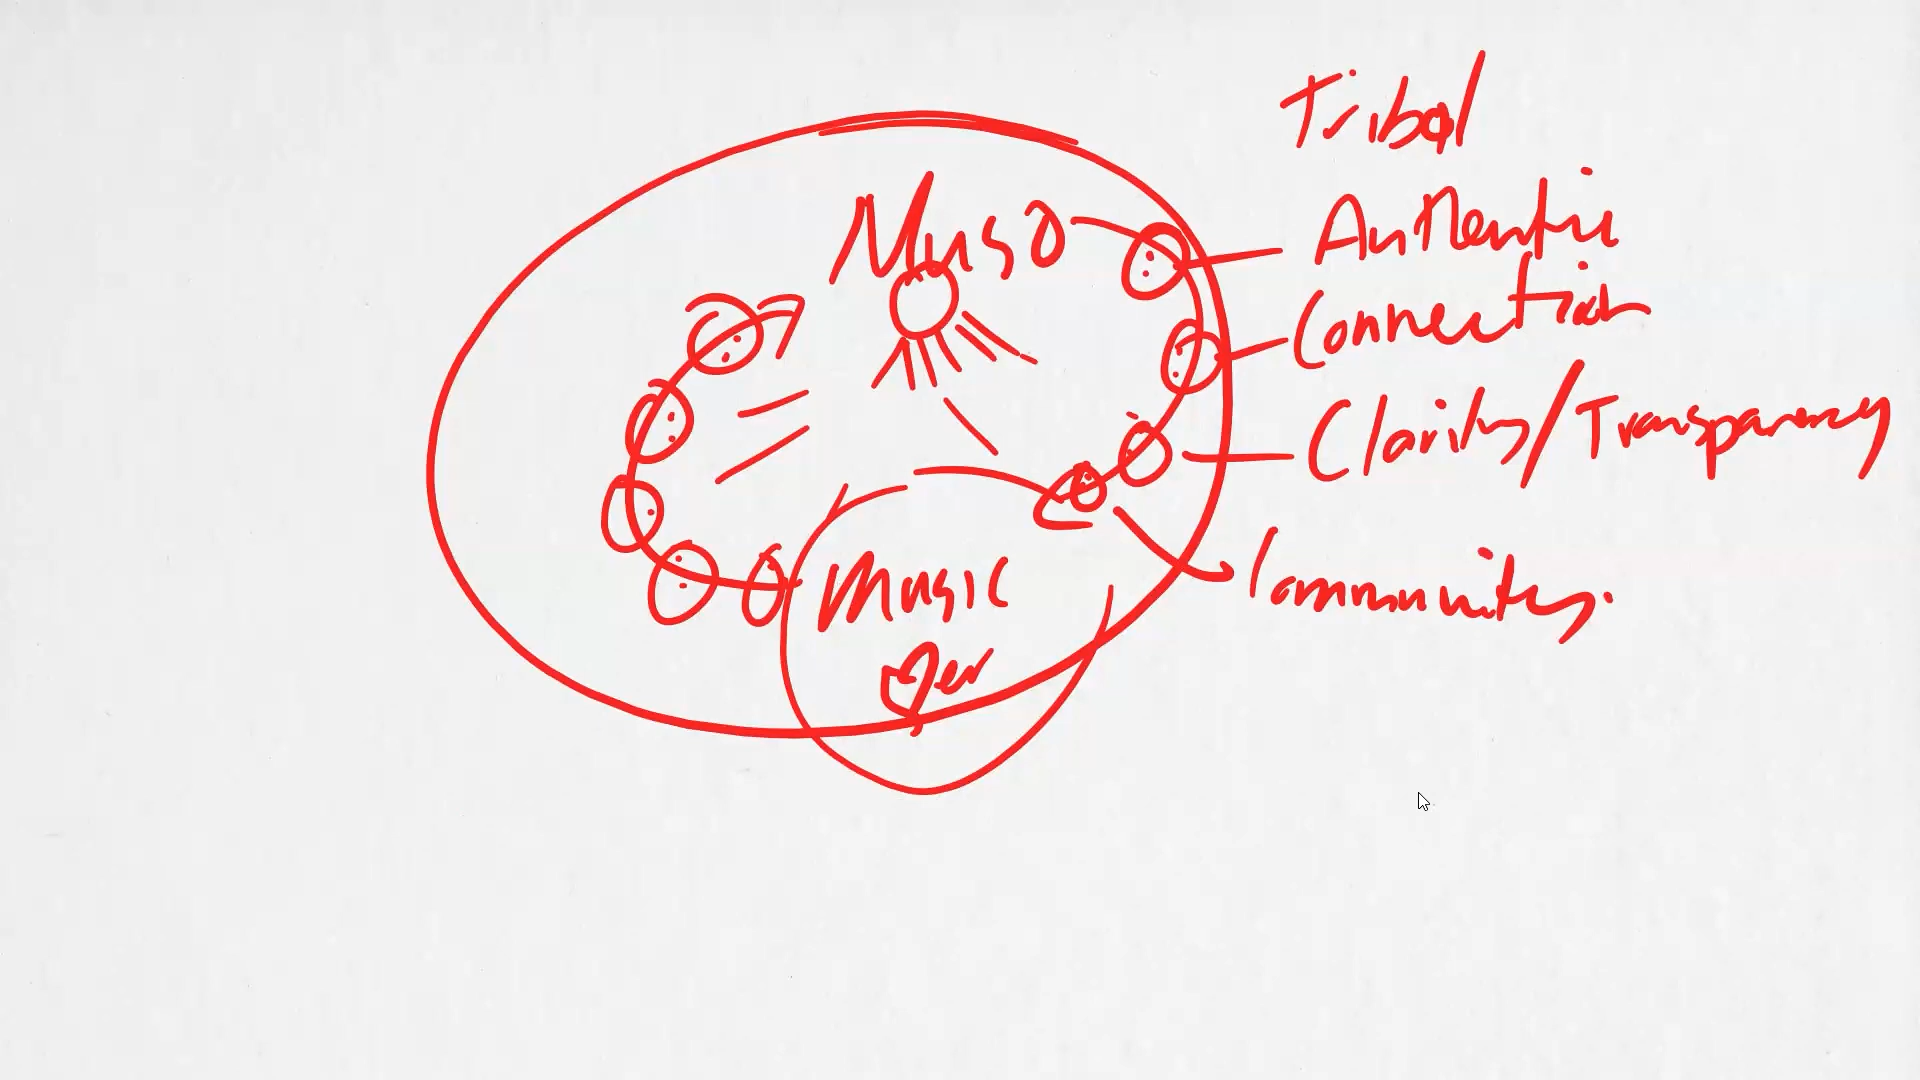 Muso
Music
Tribal
Authentic
Connection
Clarity/Transparency
Community.